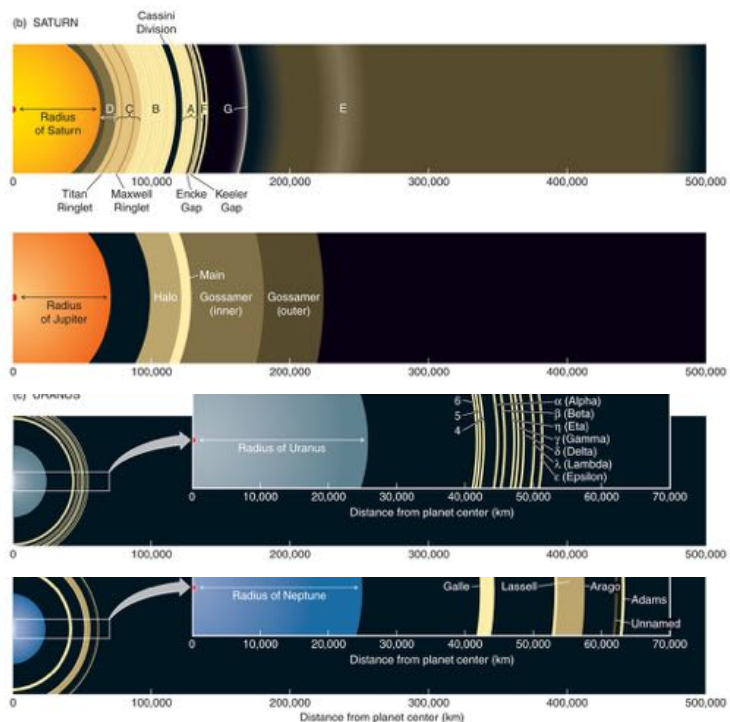 (b) SATURN
Cassini
Division
Radius
of Saturn
D
C
B
A
F
G
E
0
100,000
200,000
300,000
400,000
500,000
Titan
Ringlet
Maxwell
Ringlet
Encke
Gap
Keeler
Gap
Radius
of Jupiter
Halo
Main
Gossamer
(inner)
Gossamer
(outer)
0
100,000
200,000
300,000
400,000
500,000
(c) URANUS
Radius of Uranus
6
5
4
α (Alpha)
β (Beta)
η (Eta)
γ (Gamma)
δ (Delta)
λ (Lambda)
ε (Epsilon)
0
10,000
20,000
30,000
40,000
50,000
60,000
70,000
Distance from planet center (km)
0
100,000
200,000
300,000
400,000
500,000
Radius of Neptune
Galle
Lassell
Arago
Adams
Unnamed
0
10,000
20,000
30,000
40,000
50,000
60,000
70,000
Distance from planet center (km)
0
100,000
200,000
300,000
400,000
500,000
Distance from planet center (km)